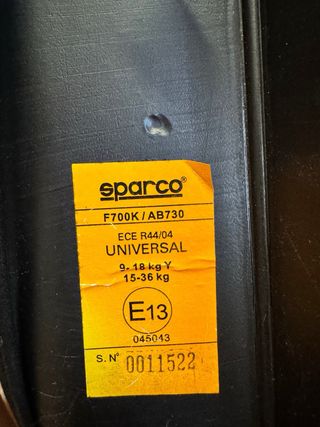 sparco®
F700K / AB730
ECE R44/04
UNIVERSAL
9-18 kg Y
15-36 kg
E13
045043
S. N° 0011522